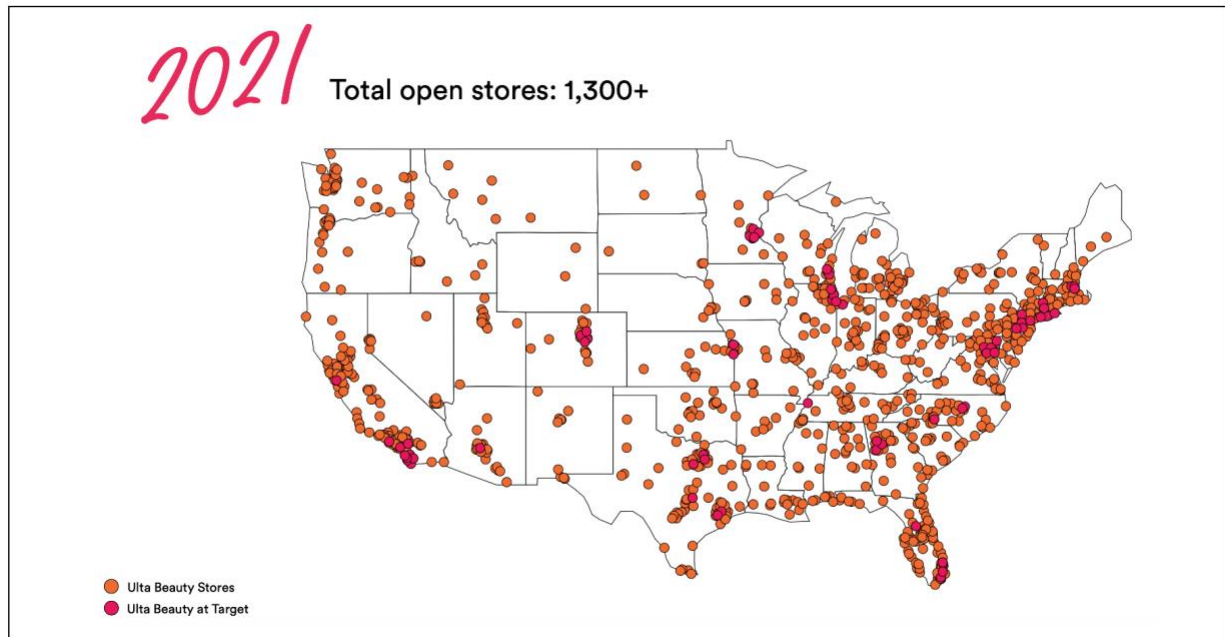 2021
Total open stores: 1,300+
Ulta Beauty Stores
Ulta Beauty at Target